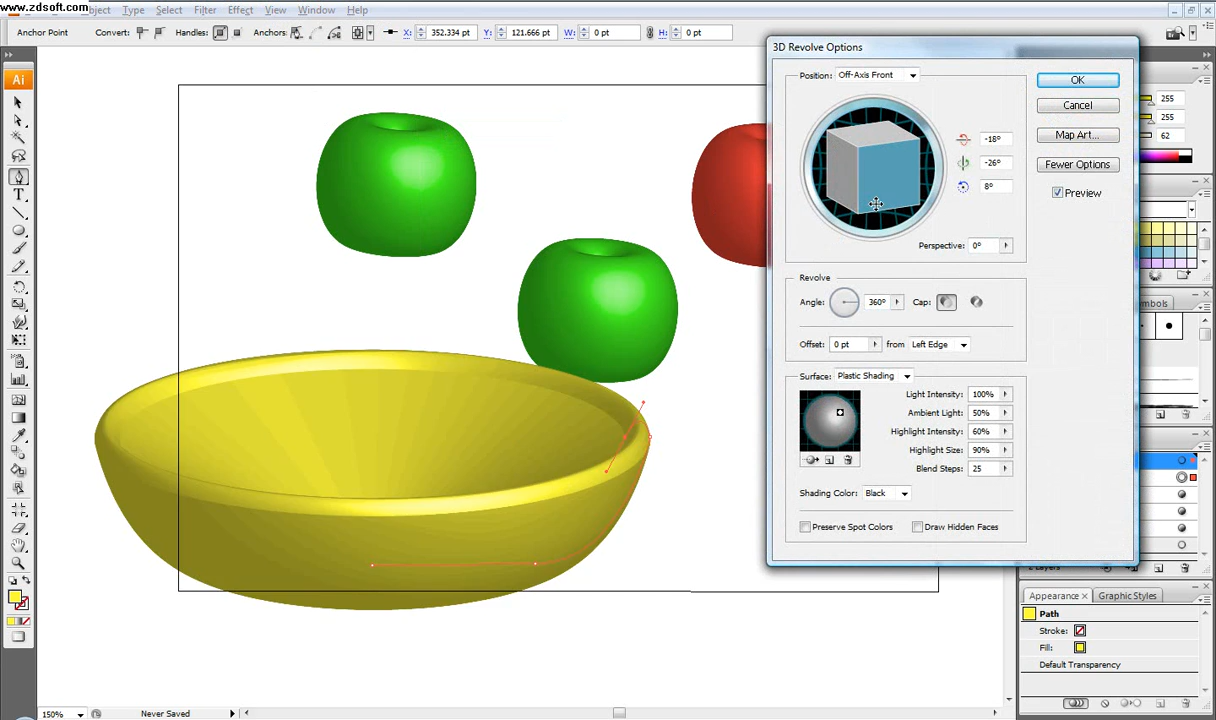 www.zdsoft.com
Object Type Select Filter Effect View Window Help
Anchor Point Convert: Handles: Anchors: X: 352.334 pt Y: 121.666 pt W: 0 pt H: 0 pt
Ai
T
3D Revolve Options
Position: Off-Axis Front
OK
Cancel
Map Art...
Fewer Options
Preview
-18°
-26°
8°
Perspective: 0°
Revolve
Angle: 360° Cap:
Offset: 0 pt from Left Edge
Surface: Plastic Shading
Light Intensity: 100%
Ambient Light: 50%
Highlight Intensity: 60%
Highlight Size: 90%
Blend Steps: 25
Shading Color: Black
Preserve Spot Colors Draw Hidden Faces
255
255
62
mbols
Appearance × Graphic Styles
Path
Stroke:
Fill:
Default Transparency
150% Never Saved